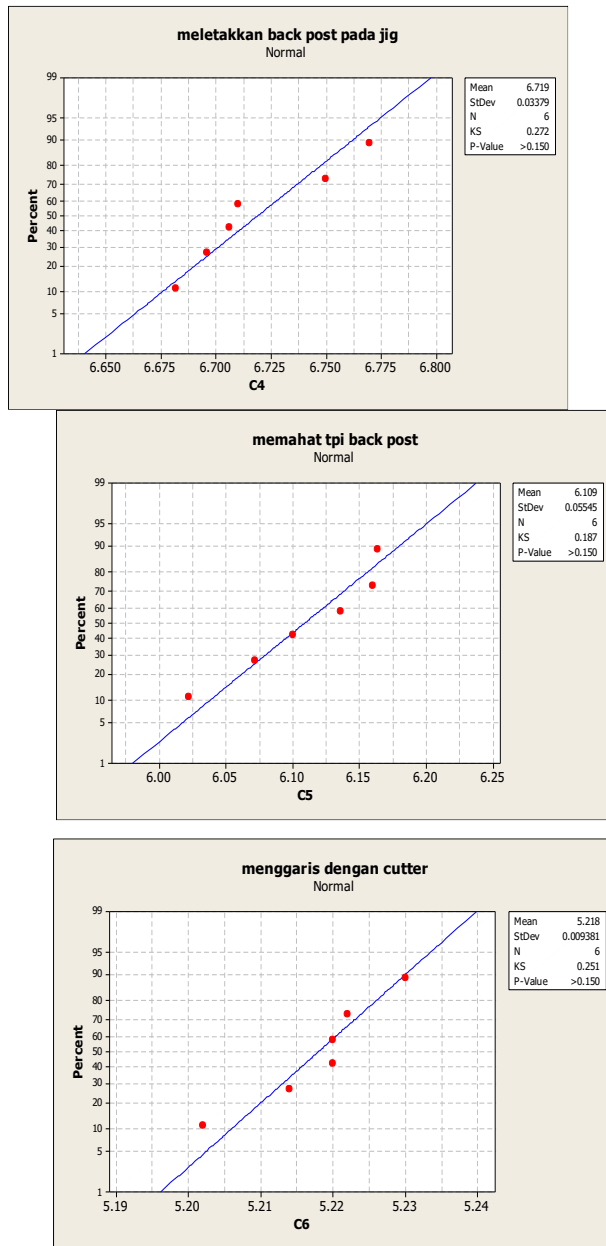 meletakkan back post pada jig
Normal
Mean 6.719
StDev 0.03379
N 6
KS 0.272
P-Value >0.150
99
95
90
80
70
60
50
40
30
20
10
5
1
Percent
6.650 6.675 6.700 6.725 6.750 6.775 6.800
C4
memahat tpi back post
Normal
Mean 6.109
StDev 0.05545
N 6
KS 0.187
P-Value >0.150
99
95
90
80
70
60
50
40
30
20
10
5
1
Percent
6.00 6.05 6.10 6.15 6.20 6.25
C5
menggaris dengan cutter
Normal
Mean 5.218
StDev 0.009381
N 6
KS 0.251
P-Value >0.150
99
95
90
80
70
60
50
40
30
20
10
5
1
Percent
5.19 5.20 5.21 5.22 5.23 5.24
C6